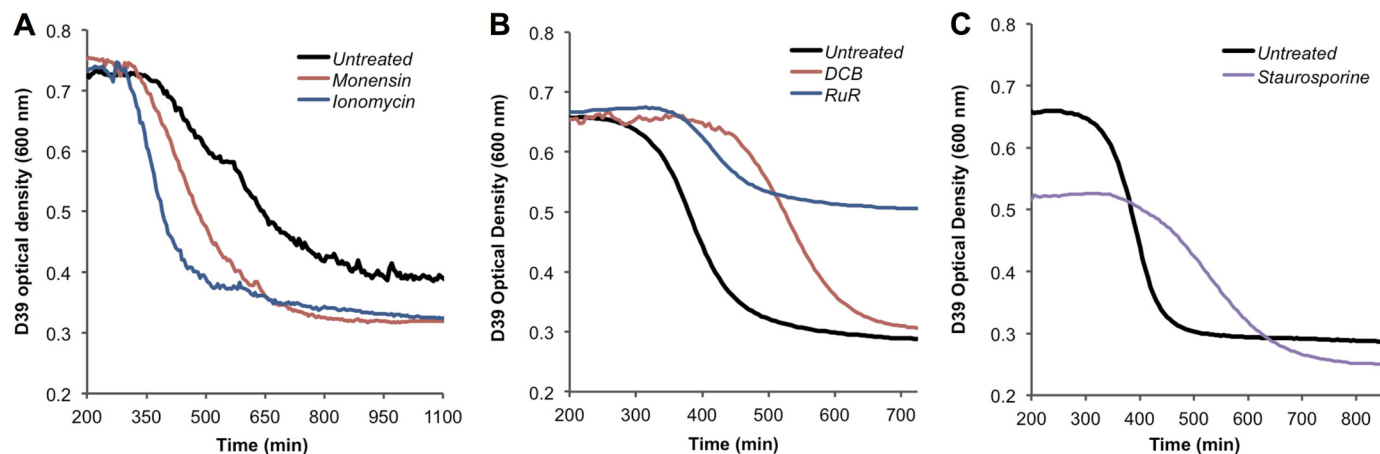 A
0.8
0.7
0.6
0.5
0.4
0.3
0.2
D39 optical density (600 nm)
200 350 500 650 800 950 1100
Time (min)
Untreated
Monensin
Ionomycin
B
0.8
0.7
0.6
0.5
0.4
0.3
0.2
D39 Optical Density (600 nm)
200 300 400 500 600 700
Time (min)
Untreated
DCB
RuR
C
0.8
0.7
0.6
0.5
0.4
0.3
0.2
D39 Optical Density (600 nm)
200 300 400 500 600 700 800
Time (min)
Untreated
Staurosporine